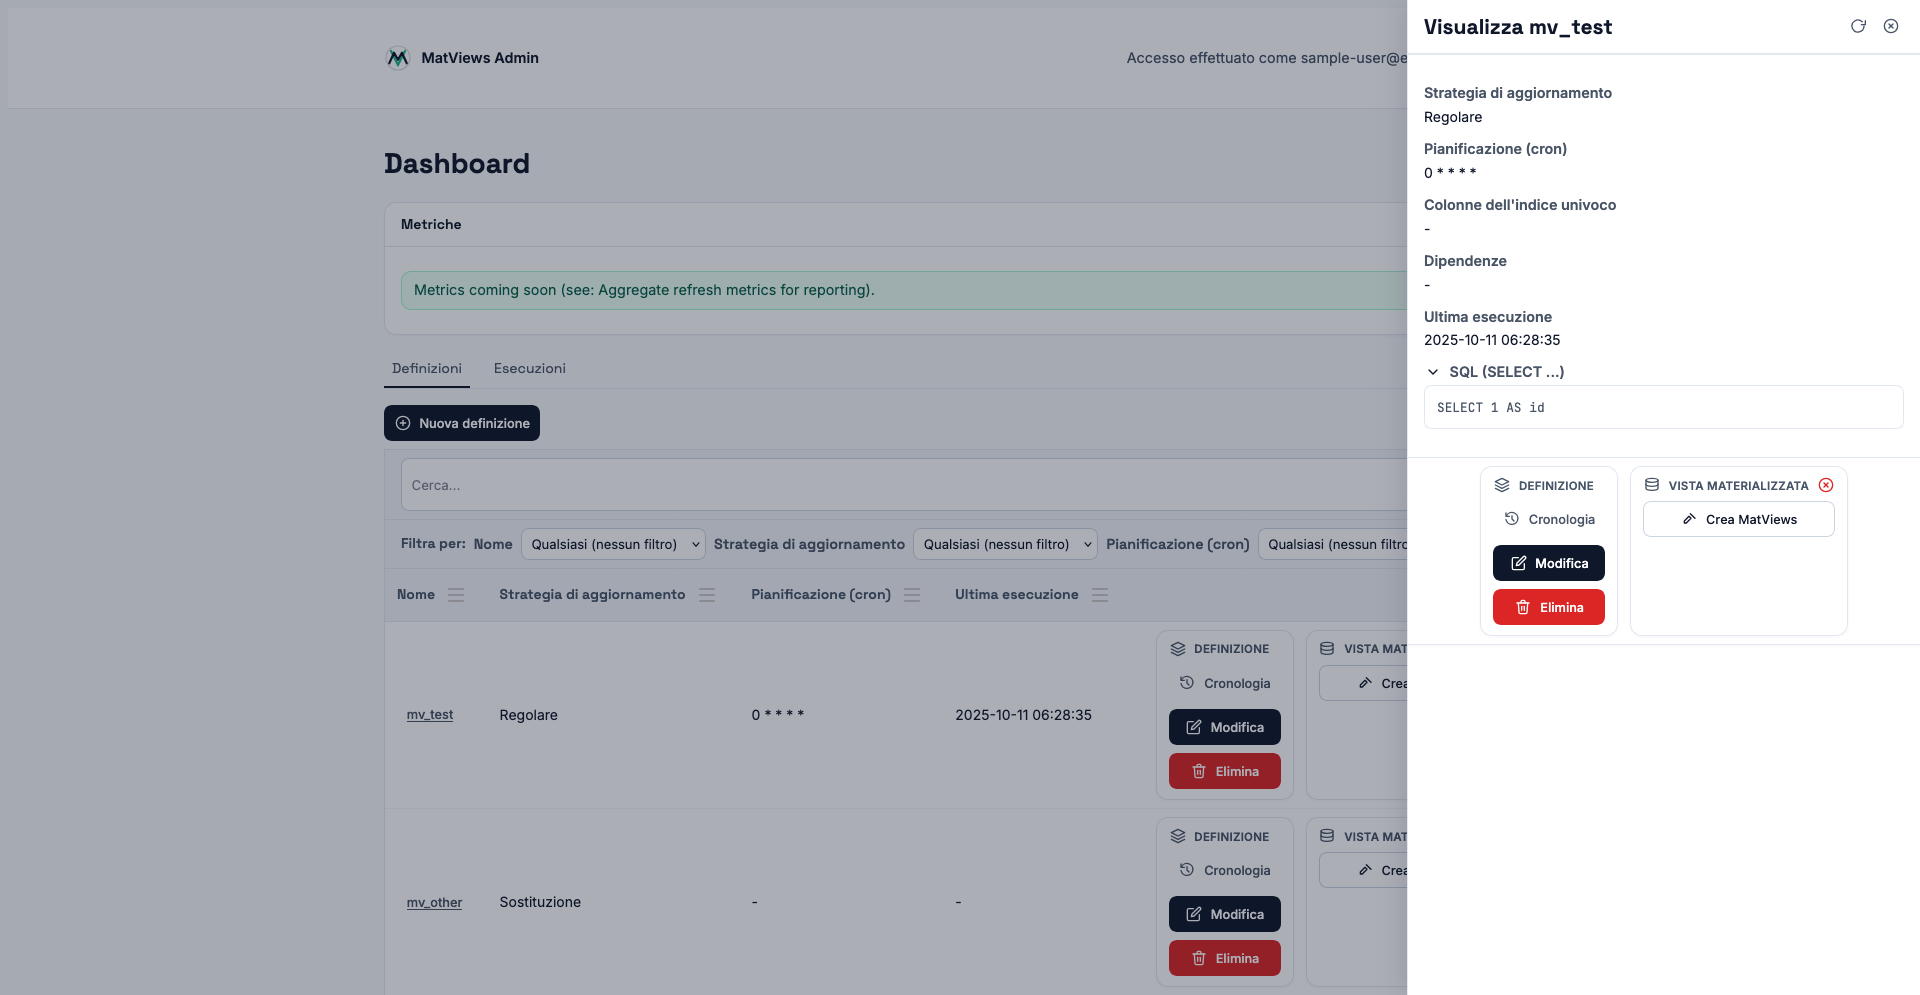 MatViews Admin
Accesso effettuato come sample-user@e
Dashboard
Metriche
Metrics coming soon (see: Aggregate refresh metrics for reporting).
Definizioni
Esecuzioni
Nuova definizione
Cerca...
Filtra per: Nome Qualsiasi (nessun filtro) Strategia di aggiornamento Qualsiasi (nessun filtro) Pianificazione (cron) Qualsiasi (nessun filtro
Nome Strategia di aggiornamento Pianificazione (cron) Ultima esecuzione
mv_test Regolare 0 * * * * 2025-10-11 06:28:35
DEFINIZIONE
Cronologia
Modifica
Elimina
VISTA MAT
Crea
mv_other Sostituzione - -
DEFINIZIONE
Cronologia
Modifica
Elimina
VISTA MAT
Crea
Visualizza mv_test
Strategia di aggiornamento
Regolare
Pianificazione (cron)
0 * * * *
Colonne dell'indice univoco
-
Dipendenze
-
Ultima esecuzione
2025-10-11 06:28:35
SQL (SELECT ...)
SELECT 1 AS id
DEFINIZIONE
Cronologia
Modifica
Elimina
VISTA MATERIALIZZATA
Crea MatViews